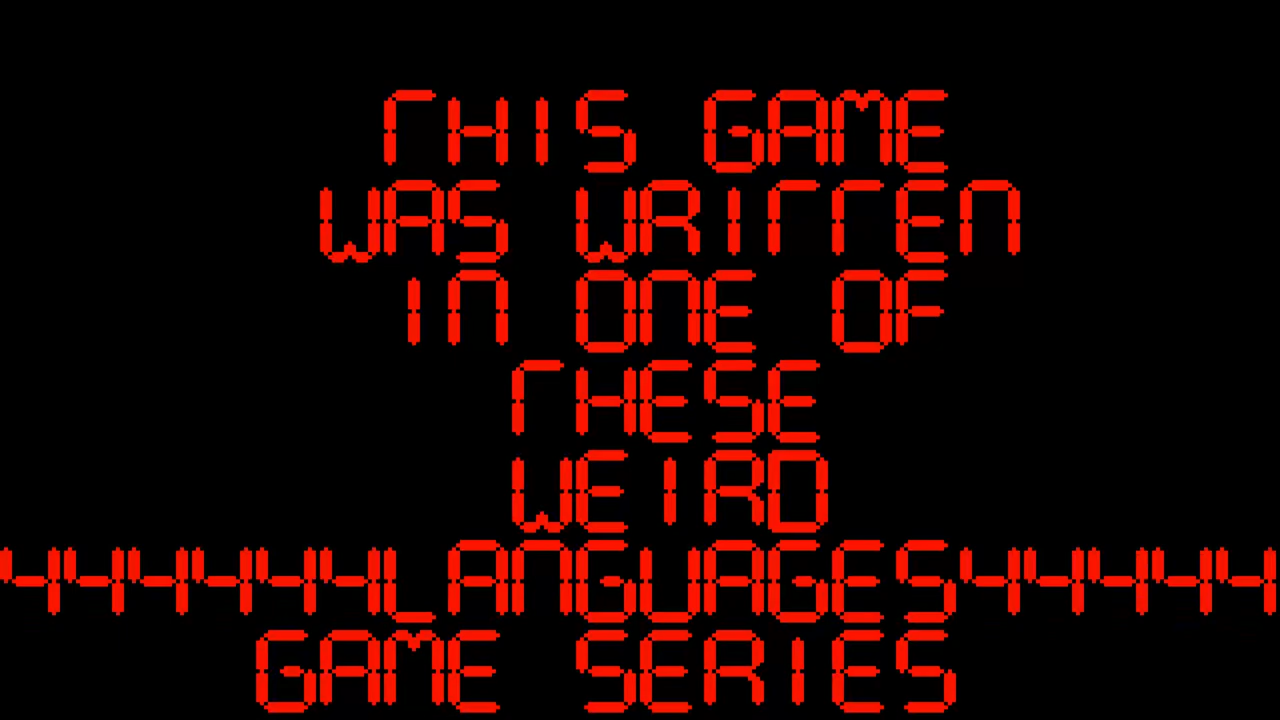 THIS GAME
WAS WRITTEN
IN ONE OF
THESE
WEIRD
444444LANGUAGES44444
GAME SERIES